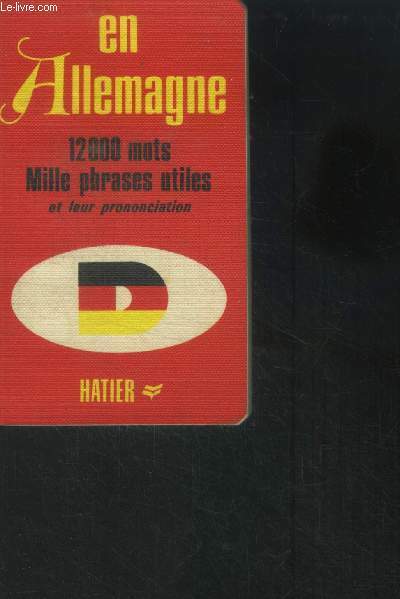 Le-livre.com
en
Allemagne
12000 mots
Mille phrases utiles
et leur prononciation
D
HATIER